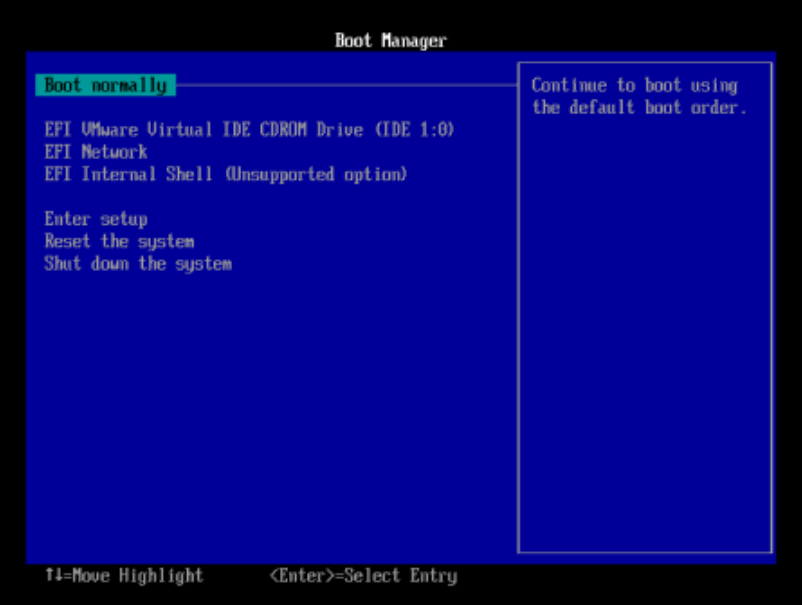 Boot Manager
Boot normally
Continue to boot using
the default boot order.
EFI VMware Virtual IDE CDROM Drive (IDE 1:0)
EFI Network
EFI Internal Shell (Unsupported option)
Enter setup
Reset the system
Shut down the system
↑↓=Move Highlight <Enter>=Select Entry